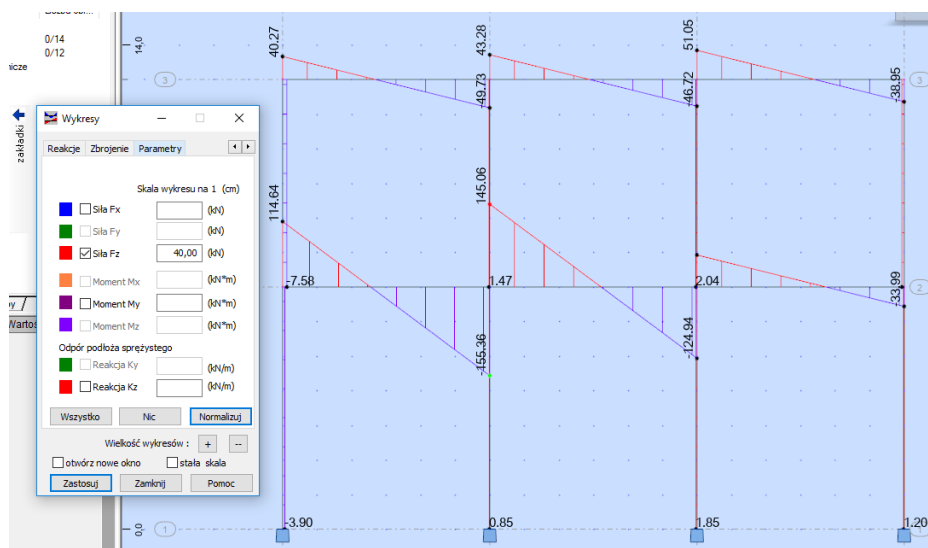 0/14
0/12
nicze
zakładki
Wykresy
Reakcje Zbrojenie Parametry
Skala wykresu na 1 (cm)
Siła Fx (kN)
Siła Fy (kN)
Siła Fz 40,00 (kN)
Moment Mx (kN*m)
Moment My (kN*m)
Moment Mz (kN*m)
Odpór podłoża sprężystego
Reakcja Ky (kN/m)
Reakcja Kz (kN/m)
Wszystko Nic Normalizuj
Wielkość wykresów : + --
otwórz nowe okno stała skala
Zastosuj Zamknij Pomoc
14,0
40.27
43.28
51.05
3
-49.73
-46.72
-38.95
3
114.64
145.06
-7.58
1.47
2.04
-33.99
2
-155.36
-124.94
0,0
1
-3.90
0.85
1.85
1.20